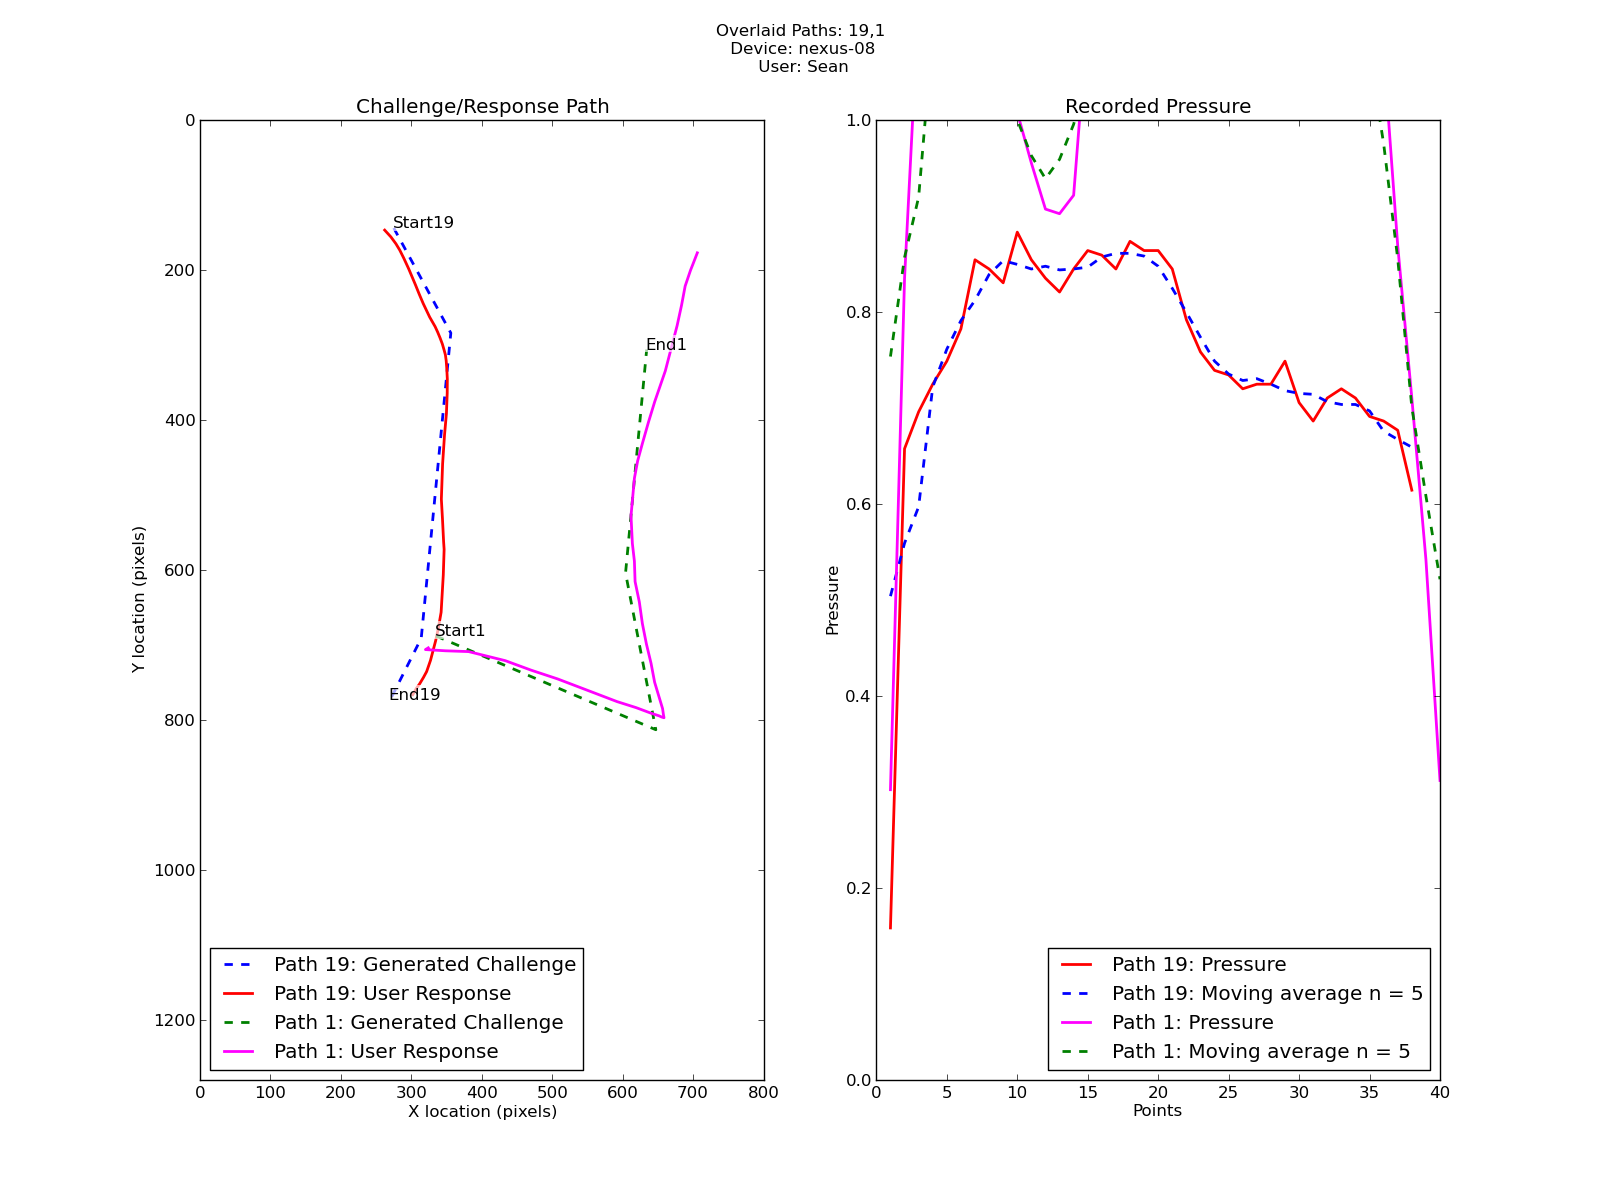 Overlaid Paths: 19,1
Device: nexus-08
User: Sean
Challenge/Response Path
0
200
400
600
800
1000
1200
Y location (pixels)
Start19
End1
Start1
End19
Path 19: Generated Challenge
Path 19: User Response
Path 1: Generated Challenge
Path 1: User Response
0 100 200 300 400 500 600 700 800
X location (pixels)
Recorded Pressure
1.0
0.8
0.6
0.4
0.2
0.0
Pressure
Path 19: Pressure
Path 19: Moving average n = 5
Path 1: Pressure
Path 1: Moving average n = 5
0 5 10 15 20 25 30 35 40
Points